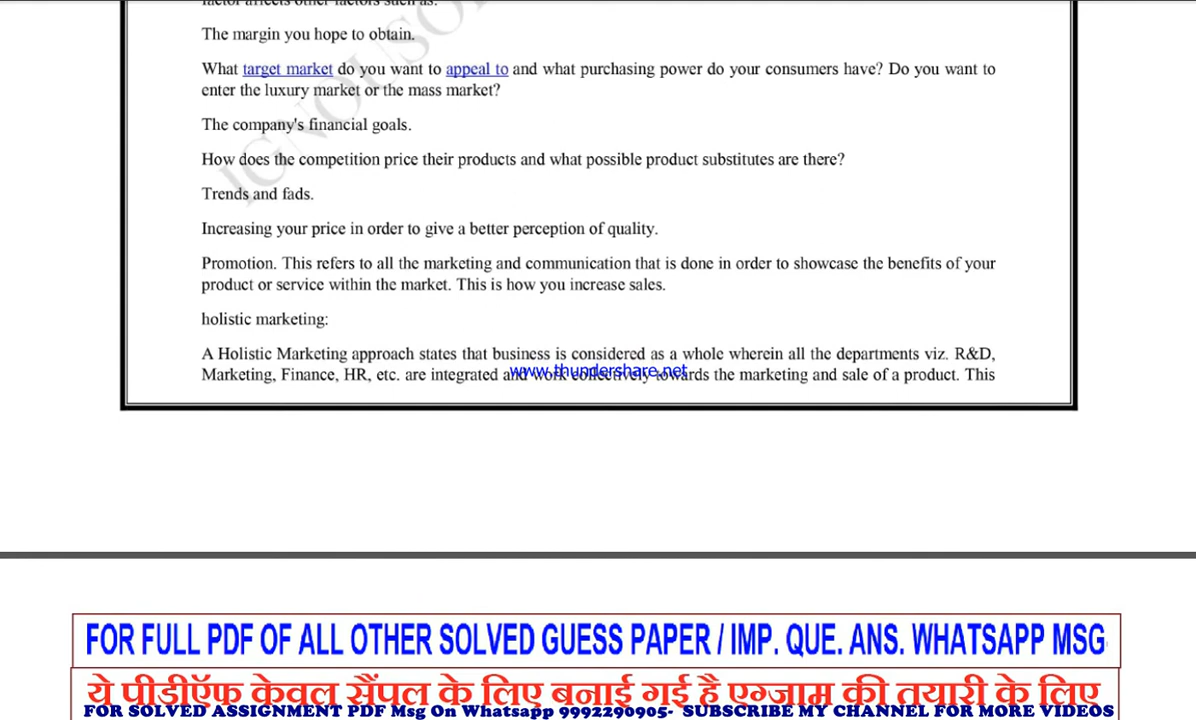 factor affects other factors such as:
The margin you hope to obtain.
What target market do you want to appeal to and what purchasing power do your consumers have? Do you want to
enter the luxury market or the mass market?
The company's financial goals.
How does the competition price their products and what possible product substitutes are there?
Trends and fads.
Increasing your price in order to give a better perception of quality.
Promotion. This refers to all the marketing and communication that is done in order to showcase the benefits of your
product or service within the market. This is how you increase sales.
holistic marketing:
A Holistic Marketing approach states that business is considered as a whole wherein all the departments viz. R&D,
Marketing, Finance, HR, etc. are integrated and work collectively towards the marketing and sale of a product. This
www.thundershare.net
IGNOUSO
FOR FULL PDF OF ALL OTHER SOLVED GUESS PAPER / IMP. QUE. ANS. WHATSAPP MSG
ये पीडीऍफ़ केवल सैंपल के लिए बनाई गई है एग्जाम की तयारी के लिए
FOR SOLVED ASSIGNMENT PDF Msg On Whatsapp 9992290905- SUBSCRIBE MY CHANNEL FOR MORE VIDEOS